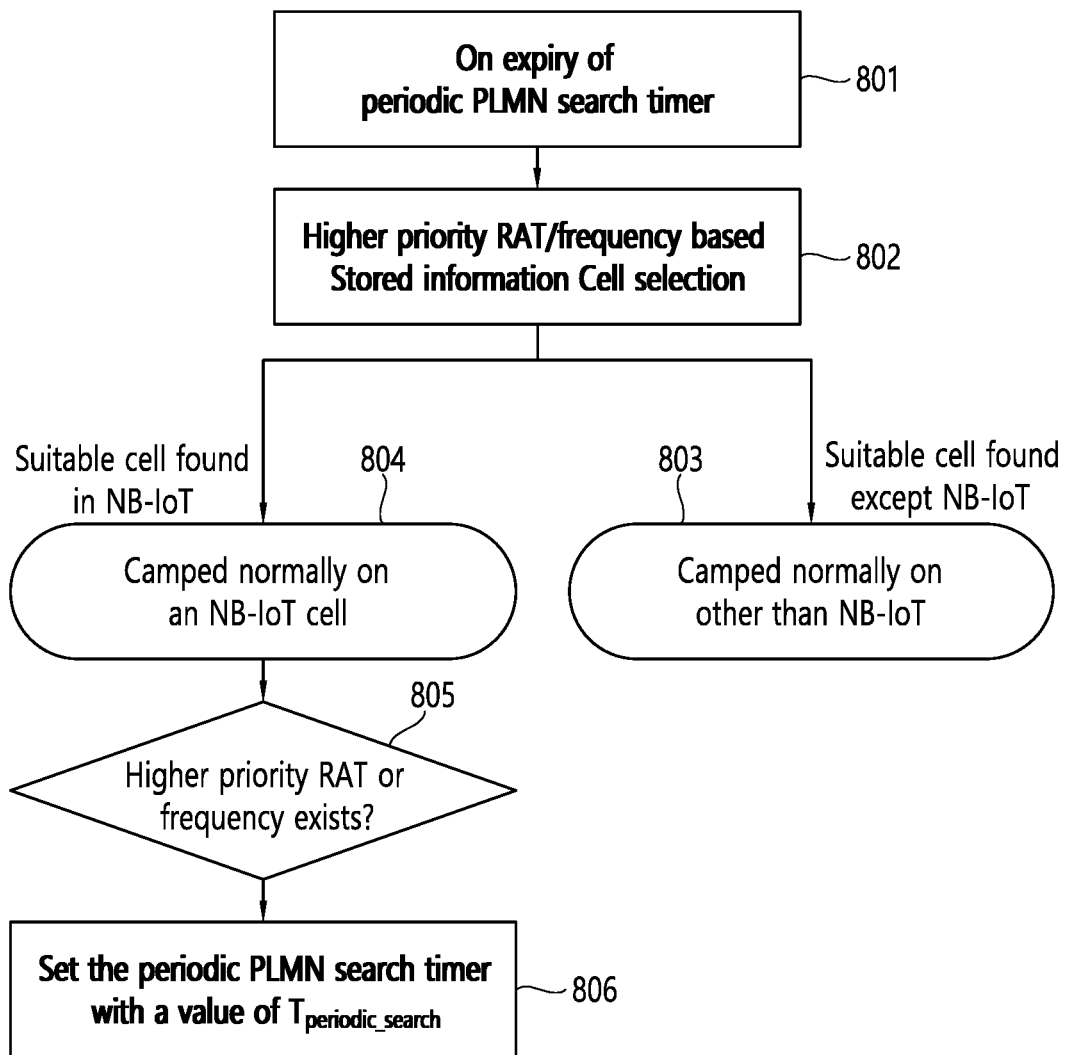 On expiry of
periodic PLMN search timer
801
Higher priority RAT/frequency based
Stored information Cell selection
802
Suitable cell found
in NB-IoT
804
803
Suitable cell found
except NB-IoT
Camped normally on
an NB-IoT cell
Camped normally on
other than NB-IoT
805
Higher priority RAT or
frequency exists?
Set the periodic PLMN search timer
with a value of Tperiodic_search
806